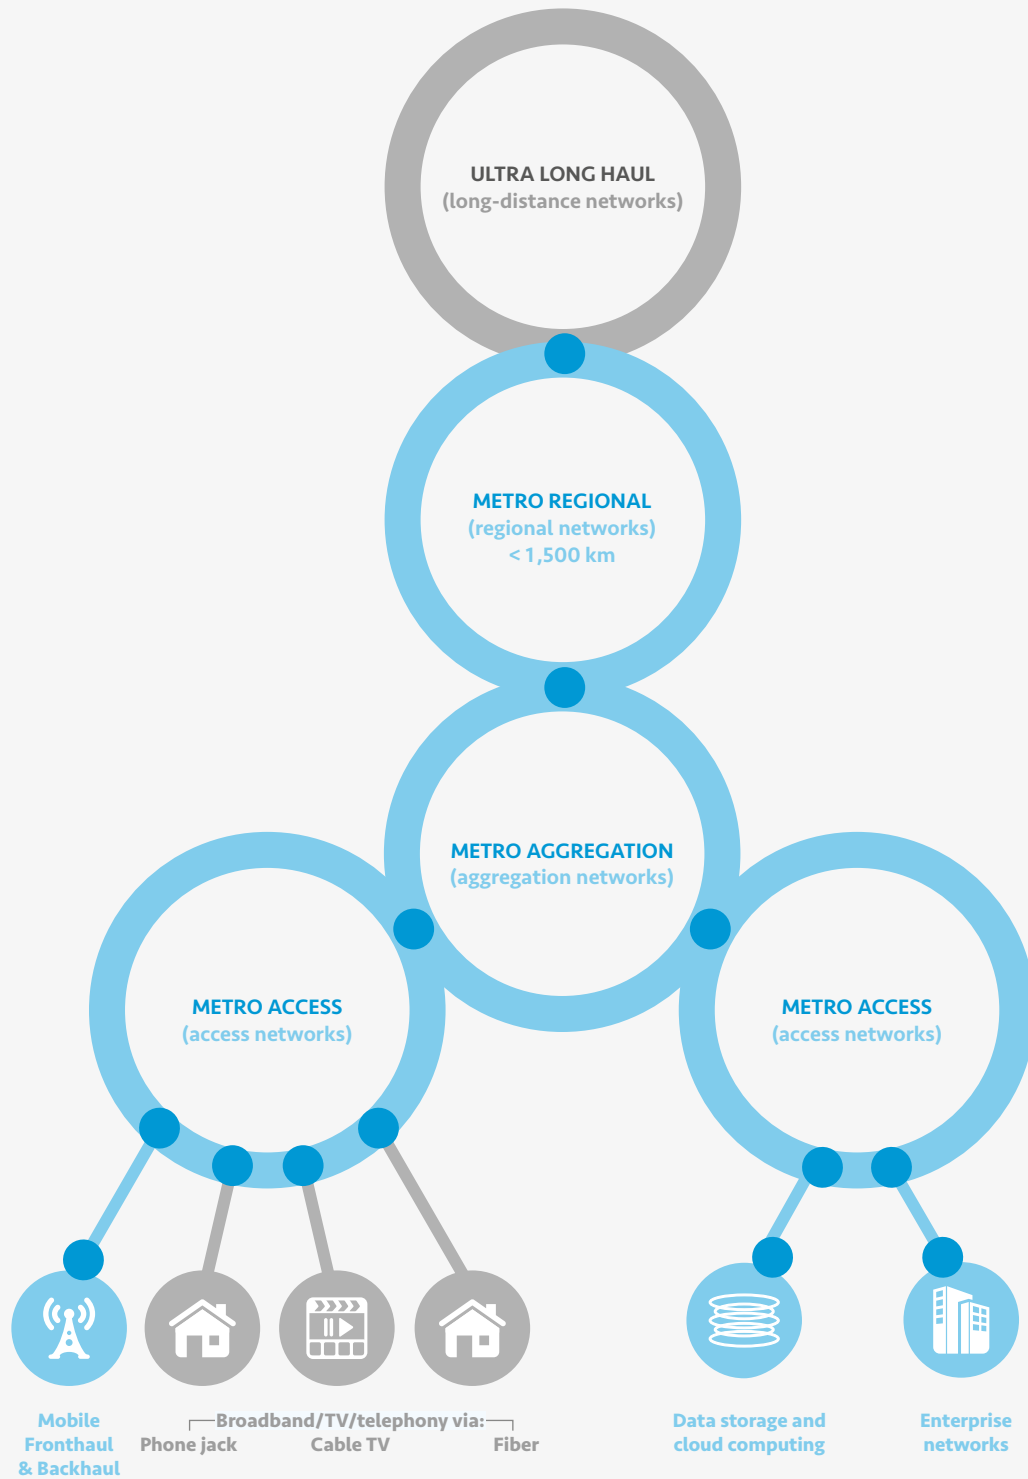 ULTRA LONG HAUL
(long-distance networks)
METRO REGIONAL
(regional networks)
< 1,500 km
METRO AGGREGATION
(aggregation networks)
METRO ACCESS
(access networks)
METRO ACCESS
(access networks)
Mobile
Fronthaul
& Backhaul
Broadband/TV/telephony via:
Phone jack
Cable TV
Fiber
Data storage and
cloud computing
Enterprise
networks